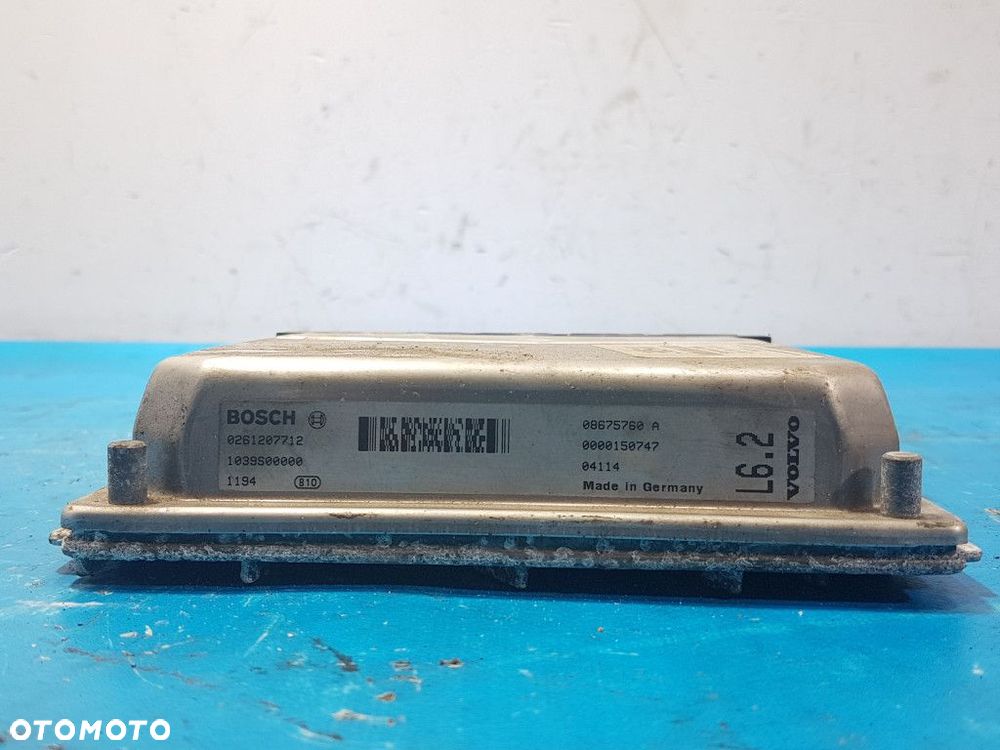 BOSCH
0261207712
1039S00000
1194 810
08675760 A
0000150747
04114
Made in Germany
L6.2
VOLVO
OTOMOTO